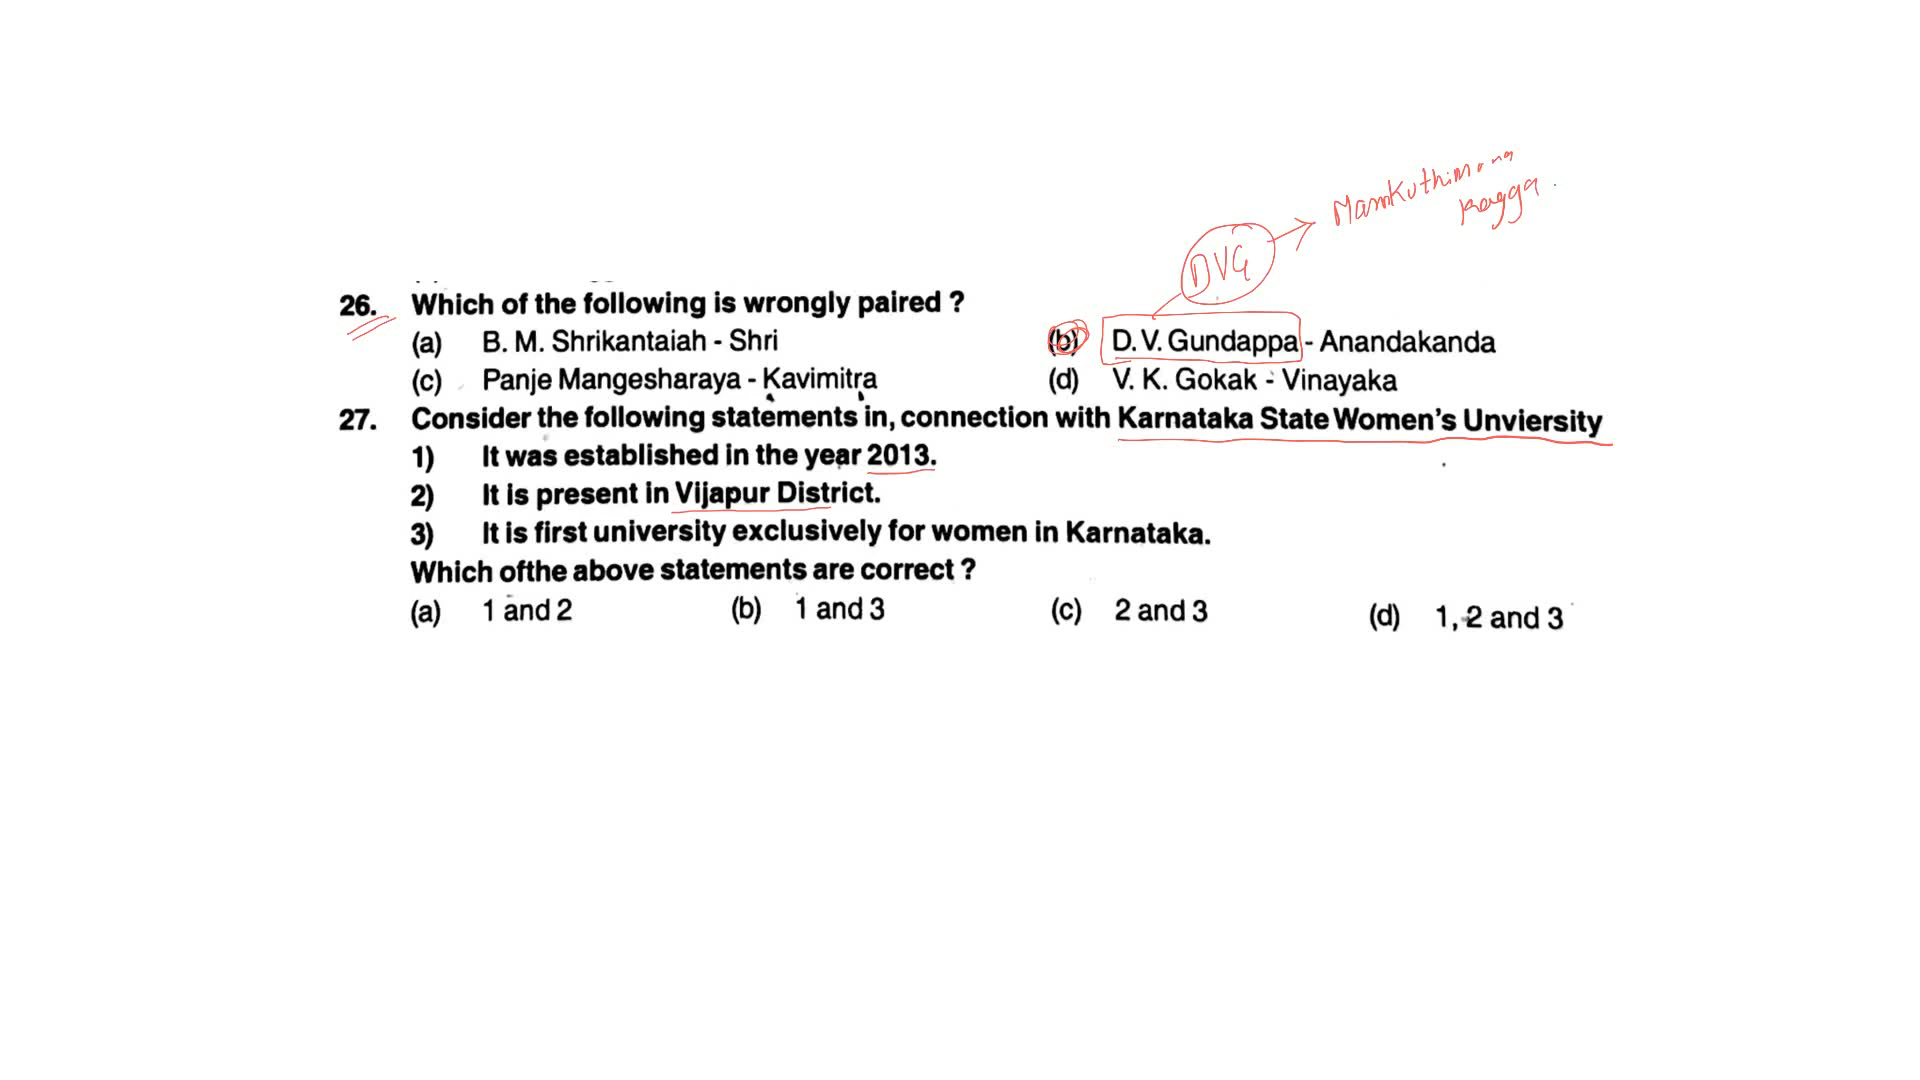 Mamkuthimana
kagga.
DVG
26. Which of the following is wrongly paired ?
(a) B. M. Shrikantaiah - Shri (b) D. V. Gundappa - Anandakanda
(c) Panje Mangesharaya - Kavimitra (d) V. K. Gokak - Vinayaka
27. Consider the following statements in, connection with Karnataka State Women's Unviersity
1) It was established in the year 2013.
2) It is present in Vijapur District.
3) It is first university exclusively for women in Karnataka.
Which ofthe above statements are correct ?
(a) 1 and 2 (b) 1 and 3 (c) 2 and 3 (d) 1, 2 and 3